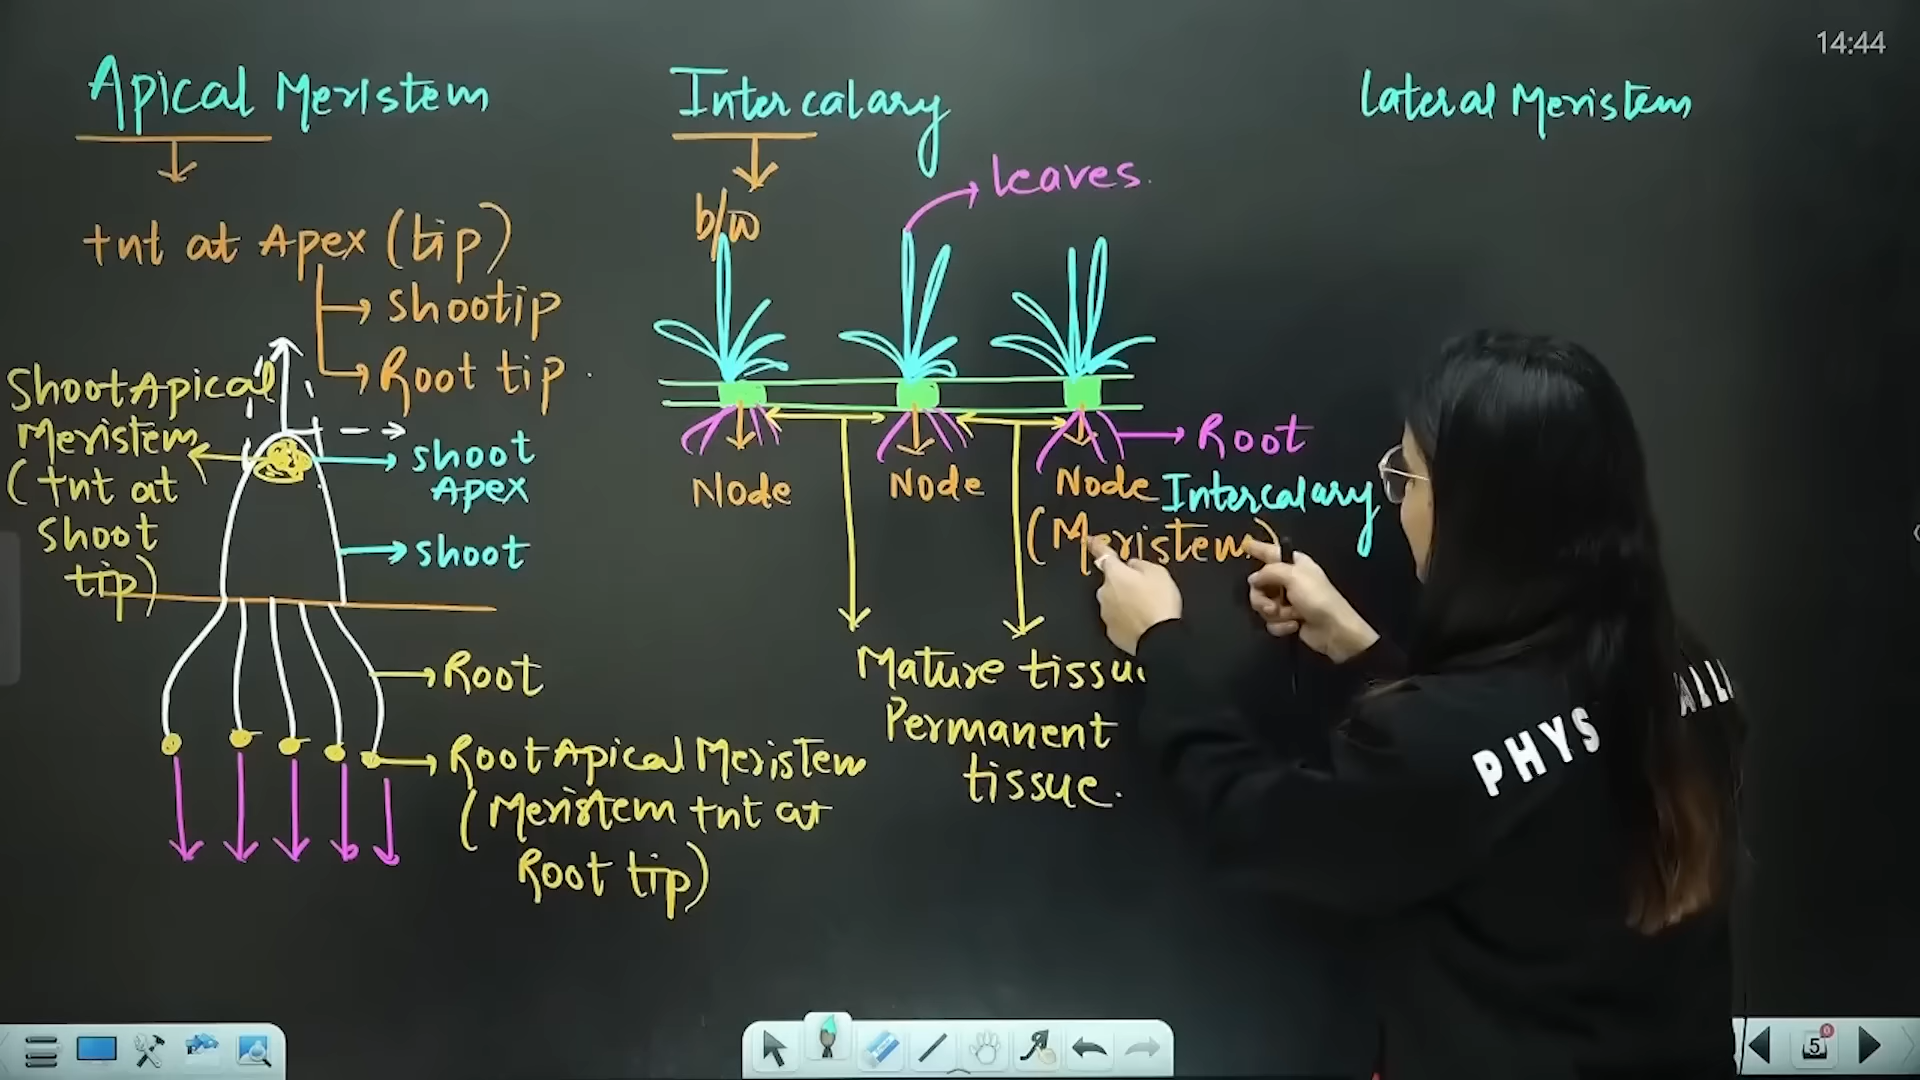 14:44
Apical Meristem
tnt at Apex (tip)
shootip
Root tip
Shoot Apical
Meristem
(tnt at
Shoot
tip)
shoot
Apex
shoot
Root
Root Apical Meristem
(Meristem tnt at
Root tip)
Intercalary
b/w
leaves
Root
Node
Node
Node
Intercalary
(Meristem)
Mature
Permanent
tissue.
Lateral Meristem
PHYS
5
0